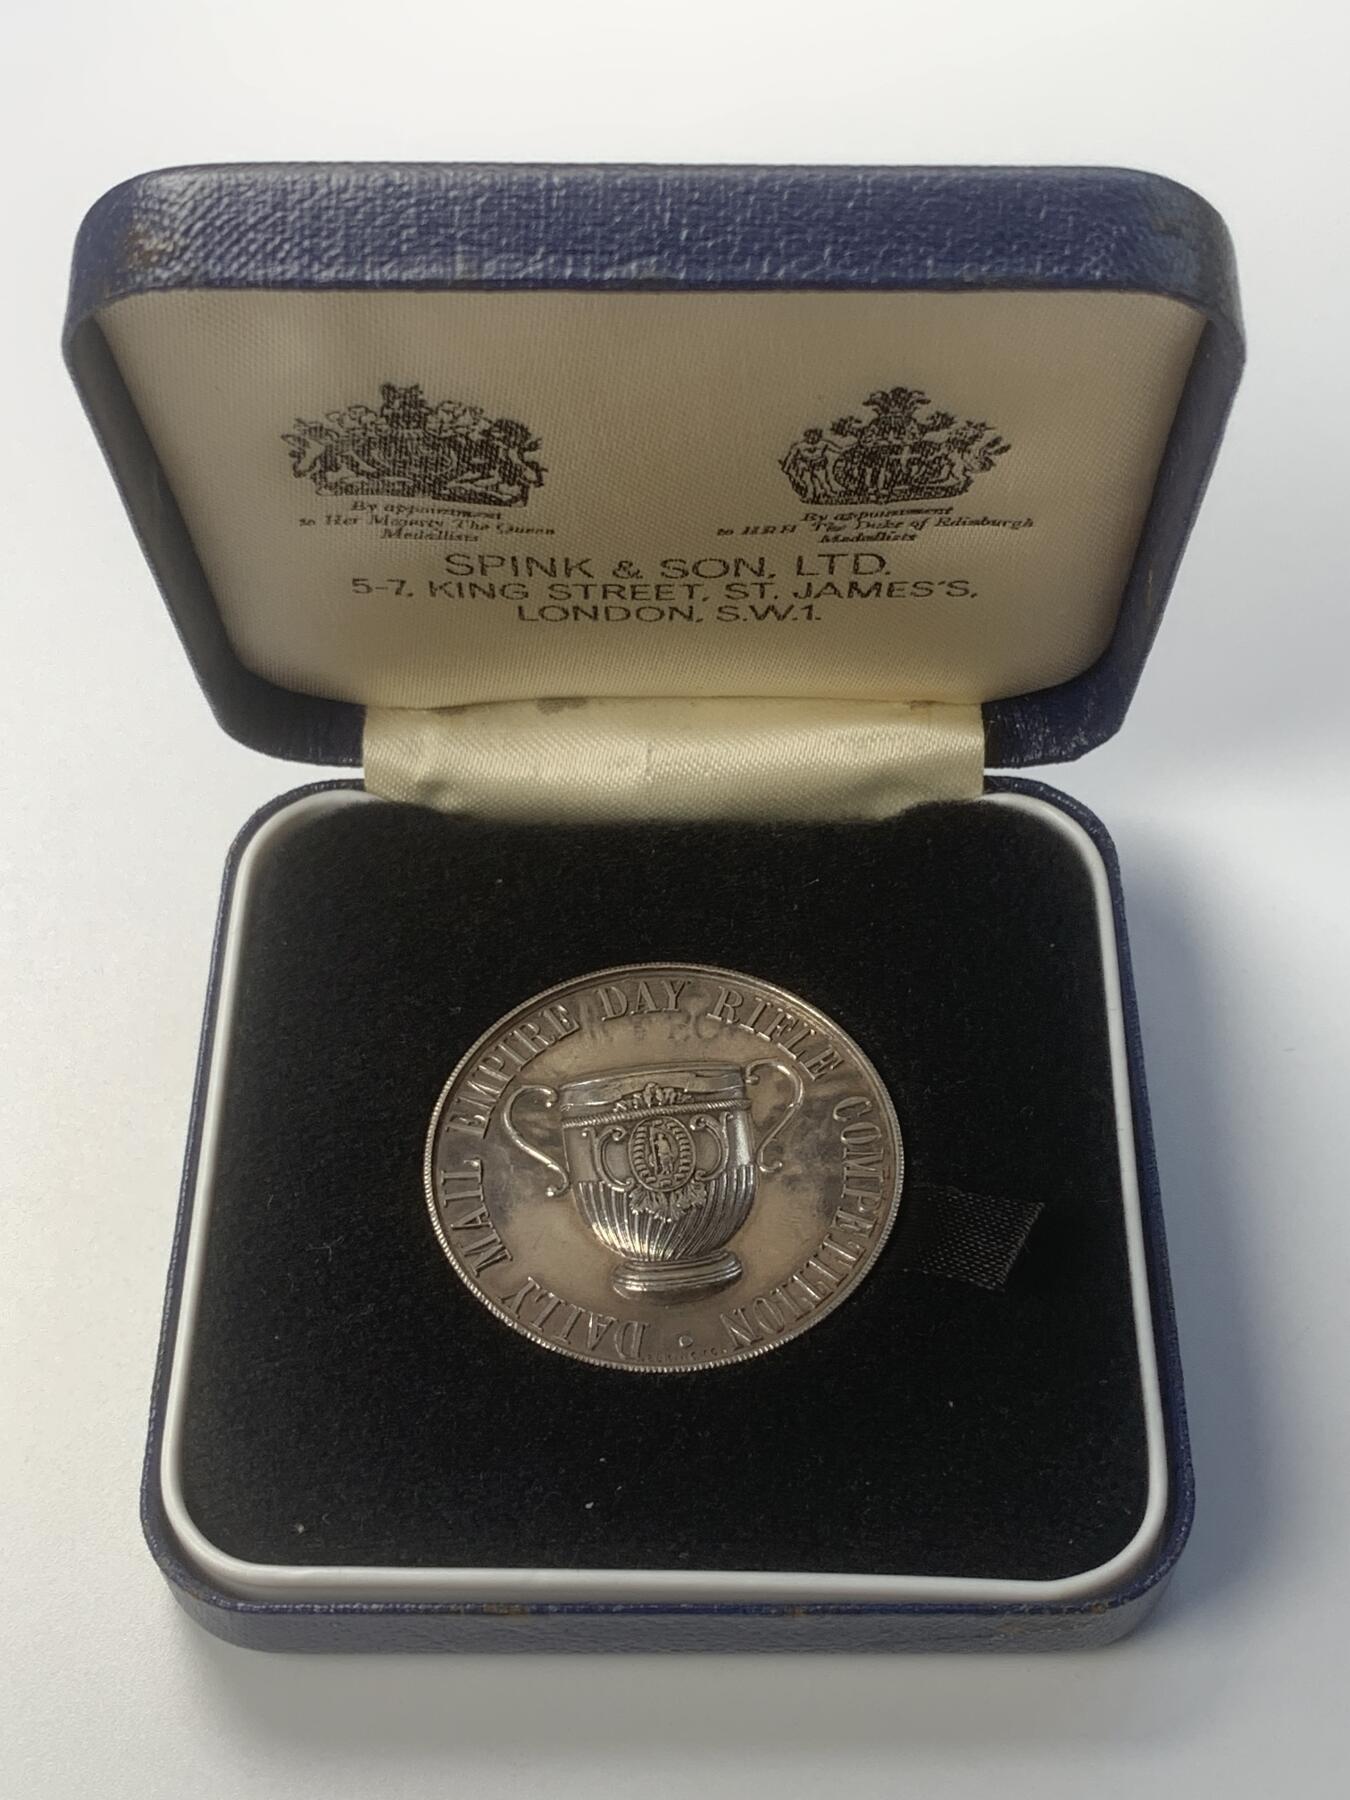 By appointment
to Her Majesty The Queen
Medallists
By appointment
to H.R.H The Duke of Edinburgh
Medallists
SPINK & SON, LTD.
5-7, KING STREET, ST. JAMES'S,
LONDON, S.W.1.
DAILY MAIL EMPIRE DAY RIFLE COMPETITION